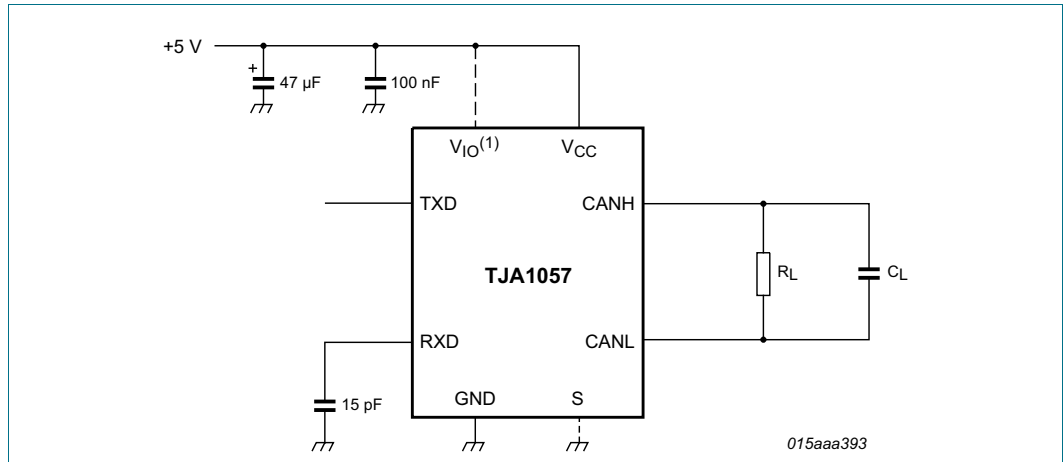 +5 V
+
47 µF
100 nF
VIO(1)
VCC
TXD
CANH
TJA1057
RL
CL
RXD
CANL
15 pF
GND
S
015aaa393